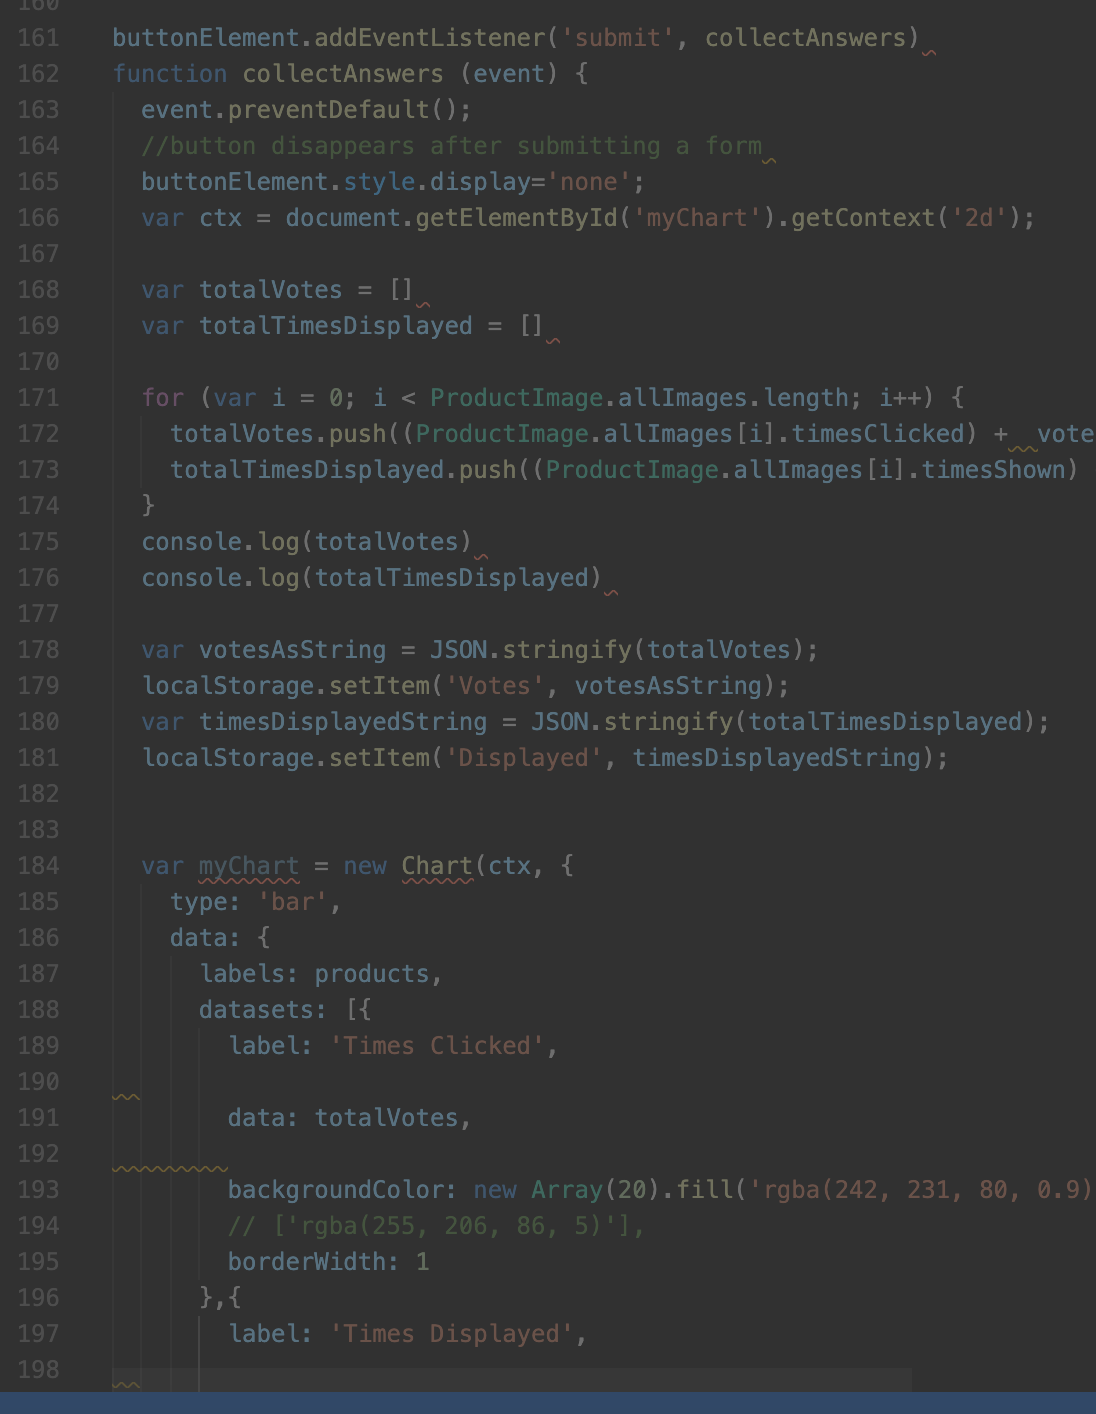 160
161 buttonElement.addEventListener('submit', collectAnswers)
162 function collectAnswers (event) {
163 event.preventDefault();
164 //button disappears after submitting a form
165 buttonElement.style.display='none';
166 var ctx = document.getElementById('myChart').getContext('2d');
167
168 var totalVotes = []
169 var totalTimesDisplayed = []
170
171 for (var i = 0; i < ProductImage.allImages.length; i++) {
172 totalVotes.push((ProductImage.allImages[i].timesClicked) +  vote
173 totalTimesDisplayed.push((ProductImage.allImages[i].timesShown)
174 }
175 console.log(totalVotes)
176 console.log(totalTimesDisplayed)
177
178 var votesAsString = JSON.stringify(totalVotes);
179 localStorage.setItem('Votes', votesAsString);
180 var timesDisplayedString = JSON.stringify(totalTimesDisplayed);
181 localStorage.setItem('Displayed', timesDisplayedString);
182
183
184 var myChart = new Chart(ctx, {
185 type: 'bar',
186 data: {
187 labels: products,
188 datasets: [{
189 label: 'Times Clicked',
190
191 data: totalVotes,
192
193 backgroundColor: new Array(20).fill('rgba(242, 231, 80, 0.9)
194 // ['rgba(255, 206, 86, 5)'],
195 borderWidth: 1
196 },{
197 label: 'Times Displayed',
198